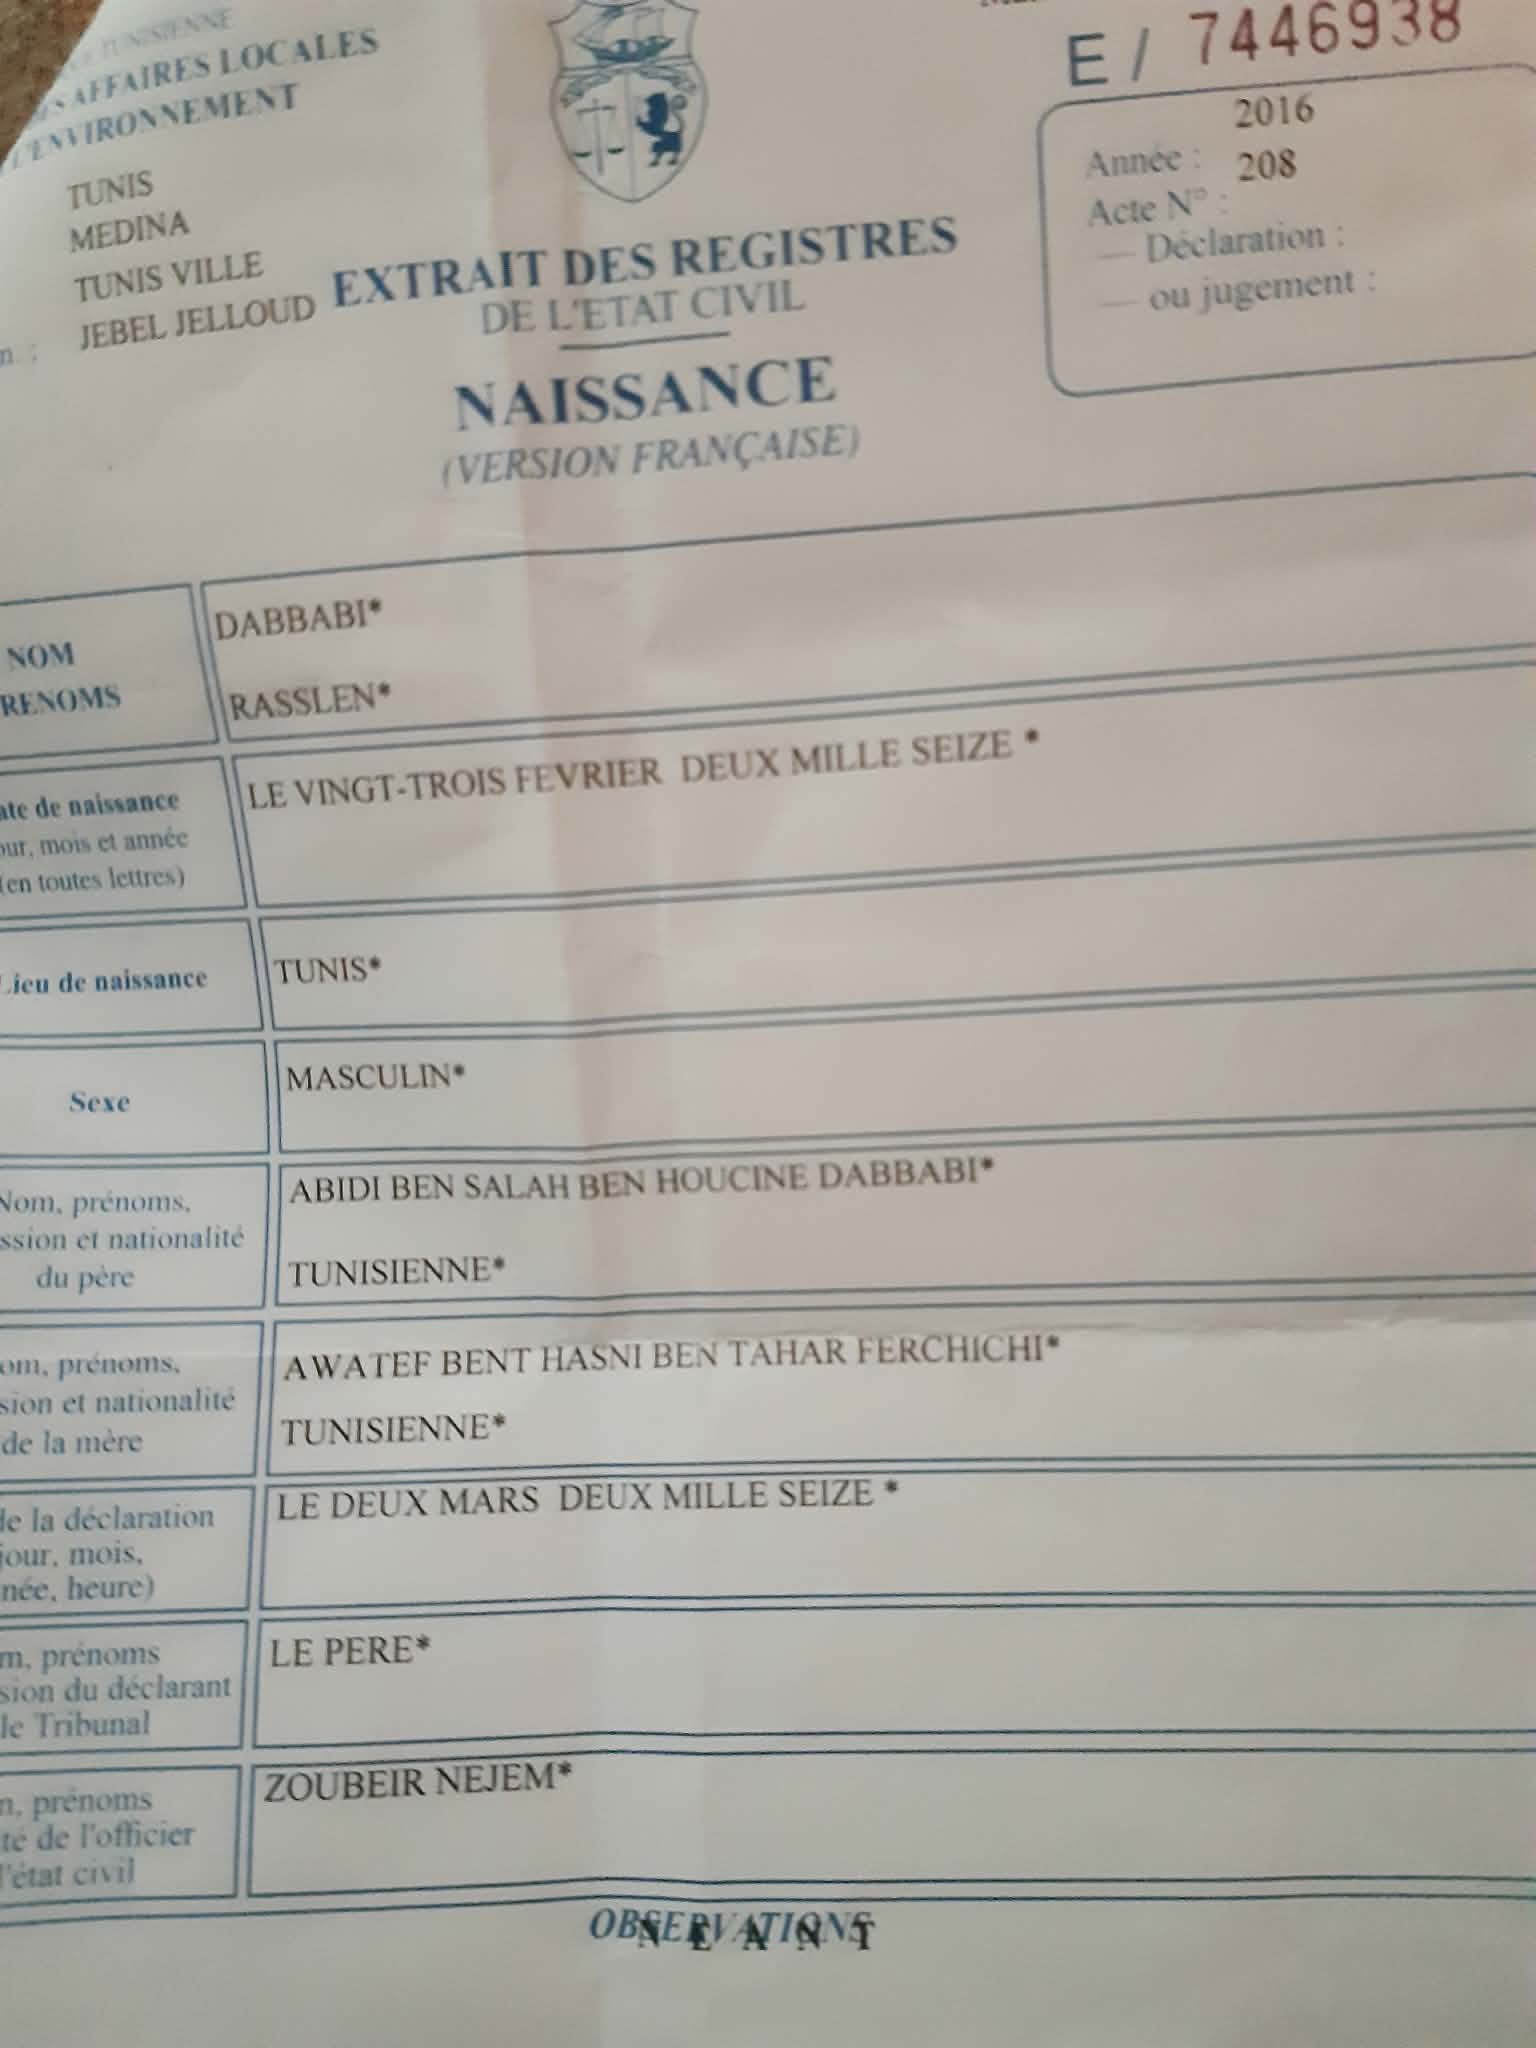 TUNISIENNE
AFFAIRES LOCALES
L'ENVIRONNEMENT
TUNIS
MEDINA
TUNIS VILLE
JEBEL JELLOUD
E / 7446938
2016
Année :
208
Acte N° :
— Déclaration :
— ou jugement :
EXTRAIT DES REGISTRES
DE L'ETAT CIVIL
NAISSANCE
(VERSION FRANÇAISE)
NOM
RENOMS
DABBABI*
RASSLEN*
ate de naissance
our, mois et année
(en toutes lettres)
LE VINGT-TROIS FEVRIER DEUX MILLE SEIZE *
Lieu de naissance
TUNIS*
Sexe
MASCULIN*
Nom, prénoms,
ssion et nationalité
du père
ABIDI BEN SALAH BEN HOUCINE DABBABI*
TUNISIENNE*
om, prénoms,
sion et nationalité
de la mère
AWATEF BENT HASNI BEN TAHAR FERCHICHI*
TUNISIENNE*
de la déclaration
jour, mois,
née, heure)
LE DEUX MARS DEUX MILLE SEIZE *
m, prénoms
sion du déclarant
le Tribunal
LE PERE*
n, prénoms
té de l'officier
l'état civil
ZOUBEIR NEJEM*
OBSERVATIONS
N E A N T